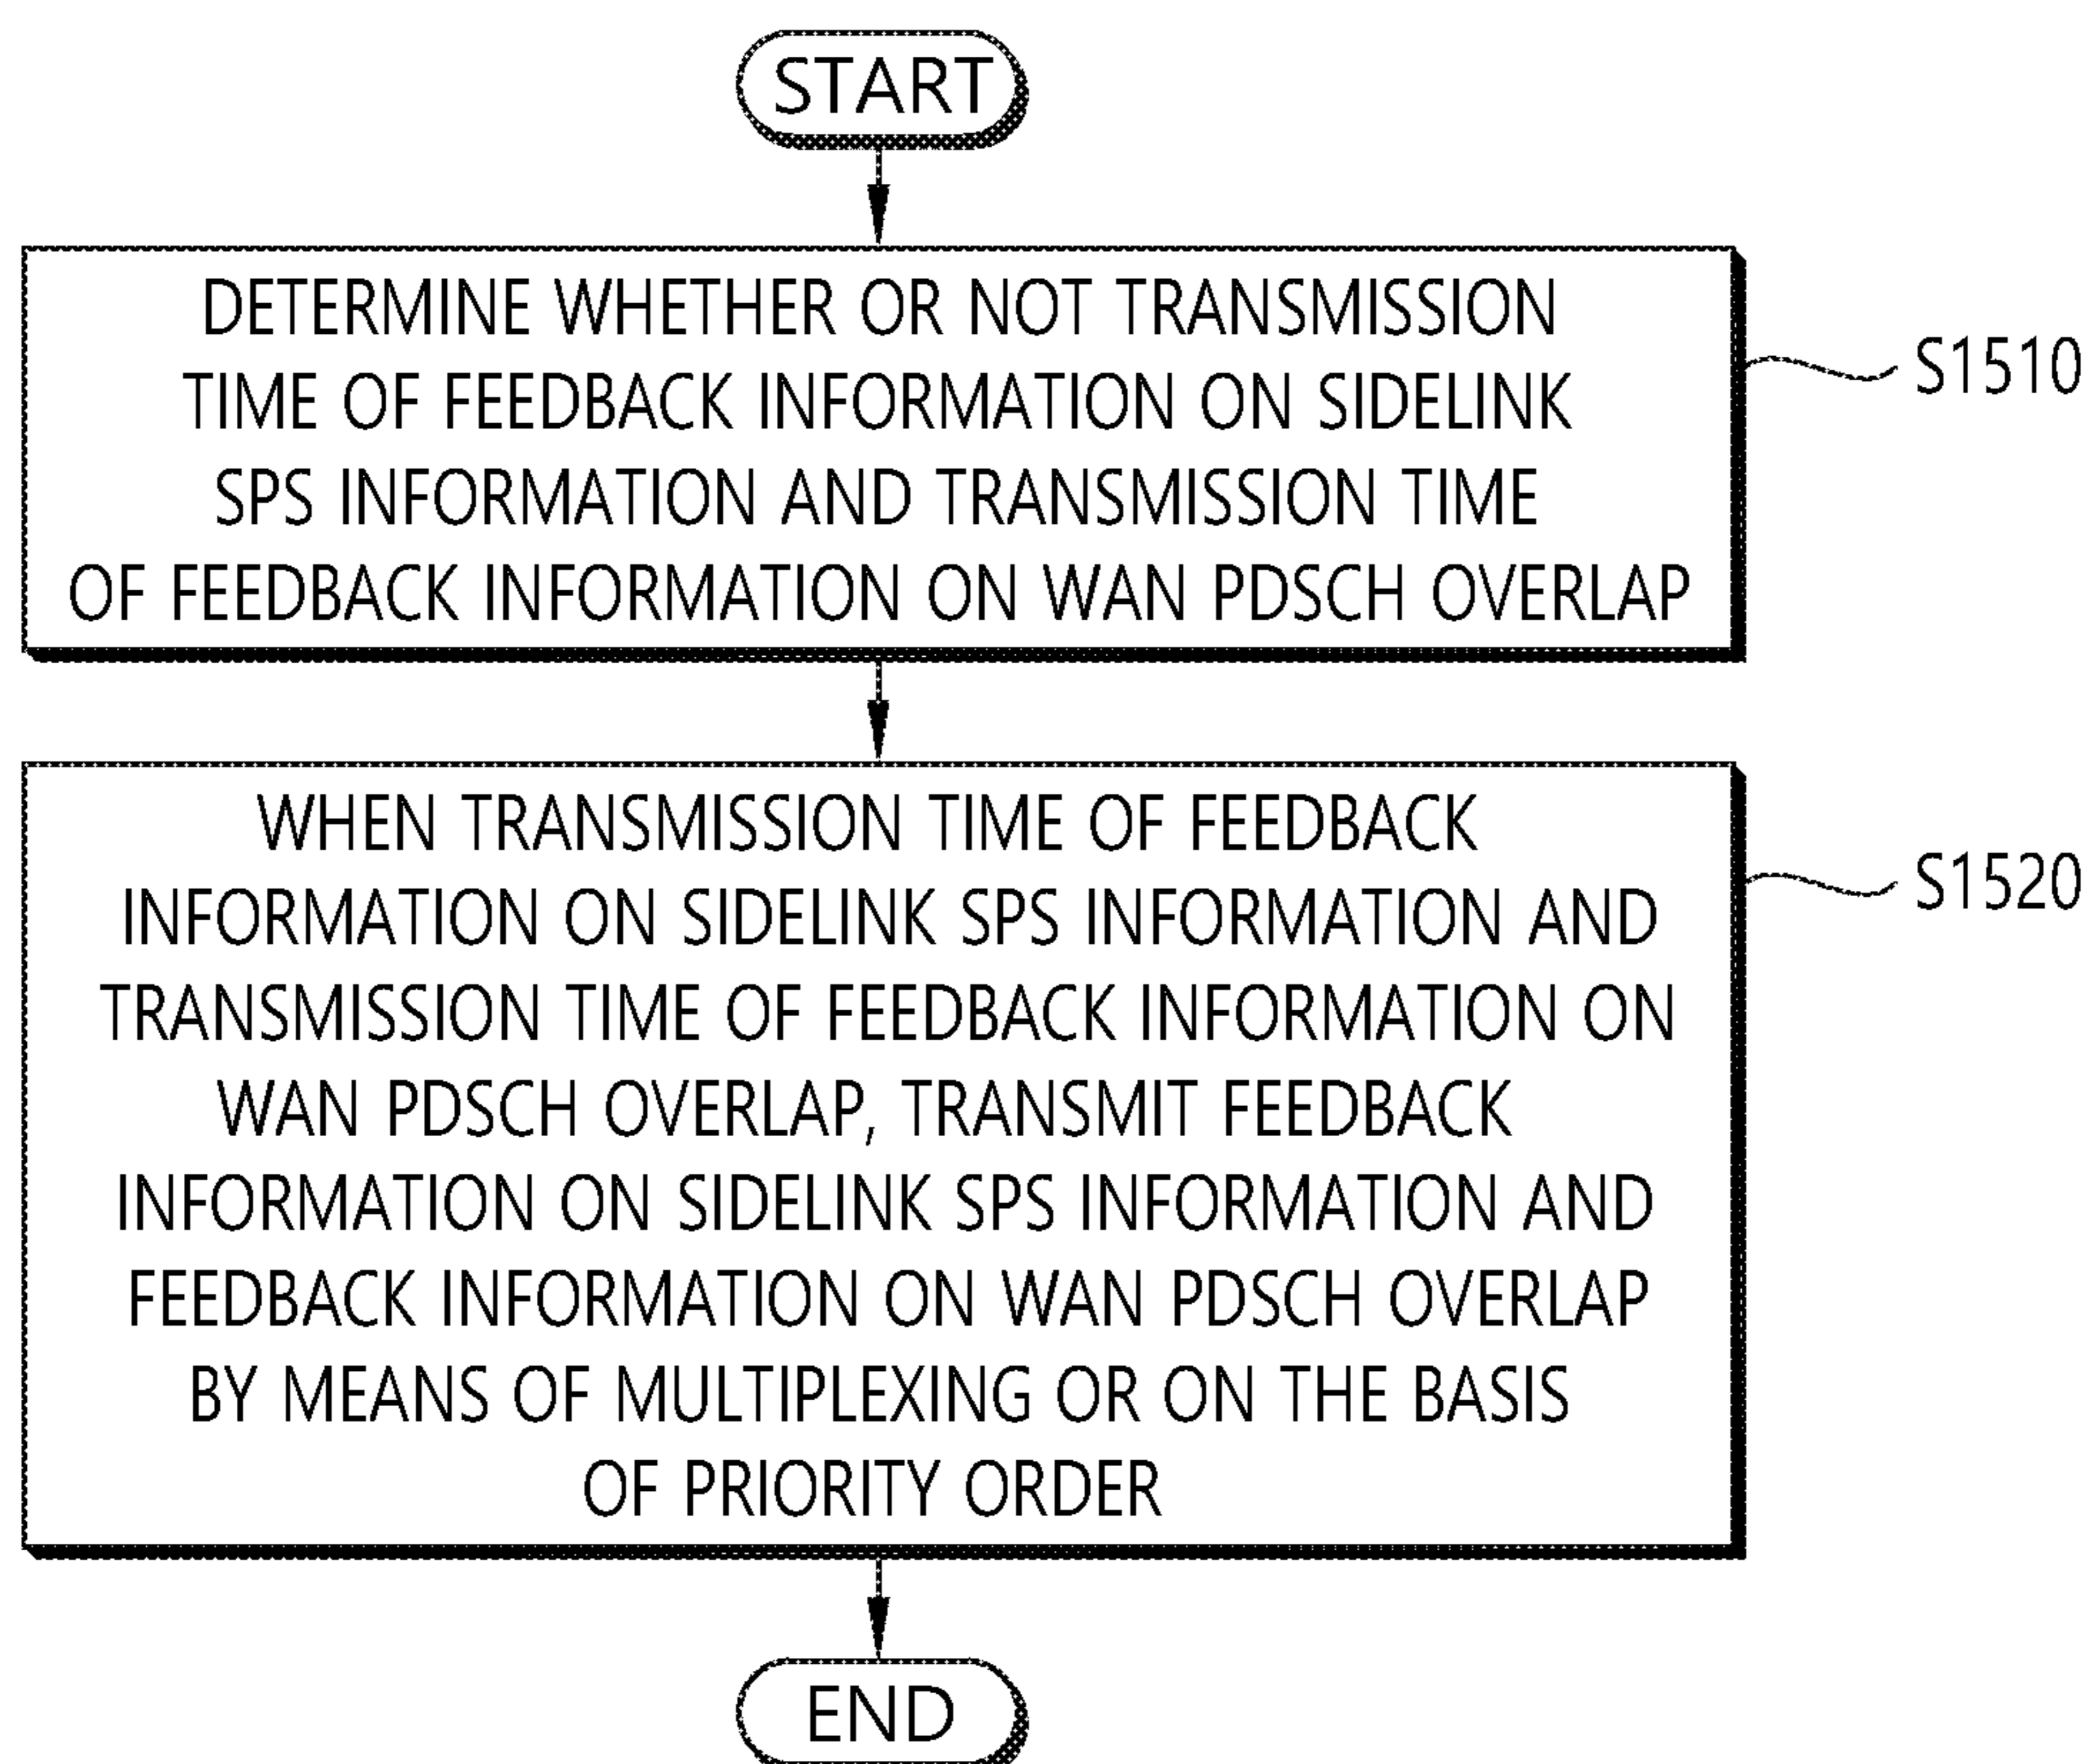 START
DETERMINE WHETHER OR NOT TRANSMISSION
TIME OF FEEDBACK INFORMATION ON SIDELINK
SPS INFORMATION AND TRANSMISSION TIME
OF FEEDBACK INFORMATION ON WAN PDSCH OVERLAP
S1510
WHEN TRANSMISSION TIME OF FEEDBACK
INFORMATION ON SIDELINK SPS INFORMATION AND
TRANSMISSION TIME OF FEEDBACK INFORMATION ON
WAN PDSCH OVERLAP, TRANSMIT FEEDBACK
INFORMATION ON SIDELINK SPS INFORMATION AND
FEEDBACK INFORMATION ON WAN PDSCH OVERLAP
BY MEANS OF MULTIPLEXING OR ON THE BASIS
OF PRIORITY ORDER
S1520
END